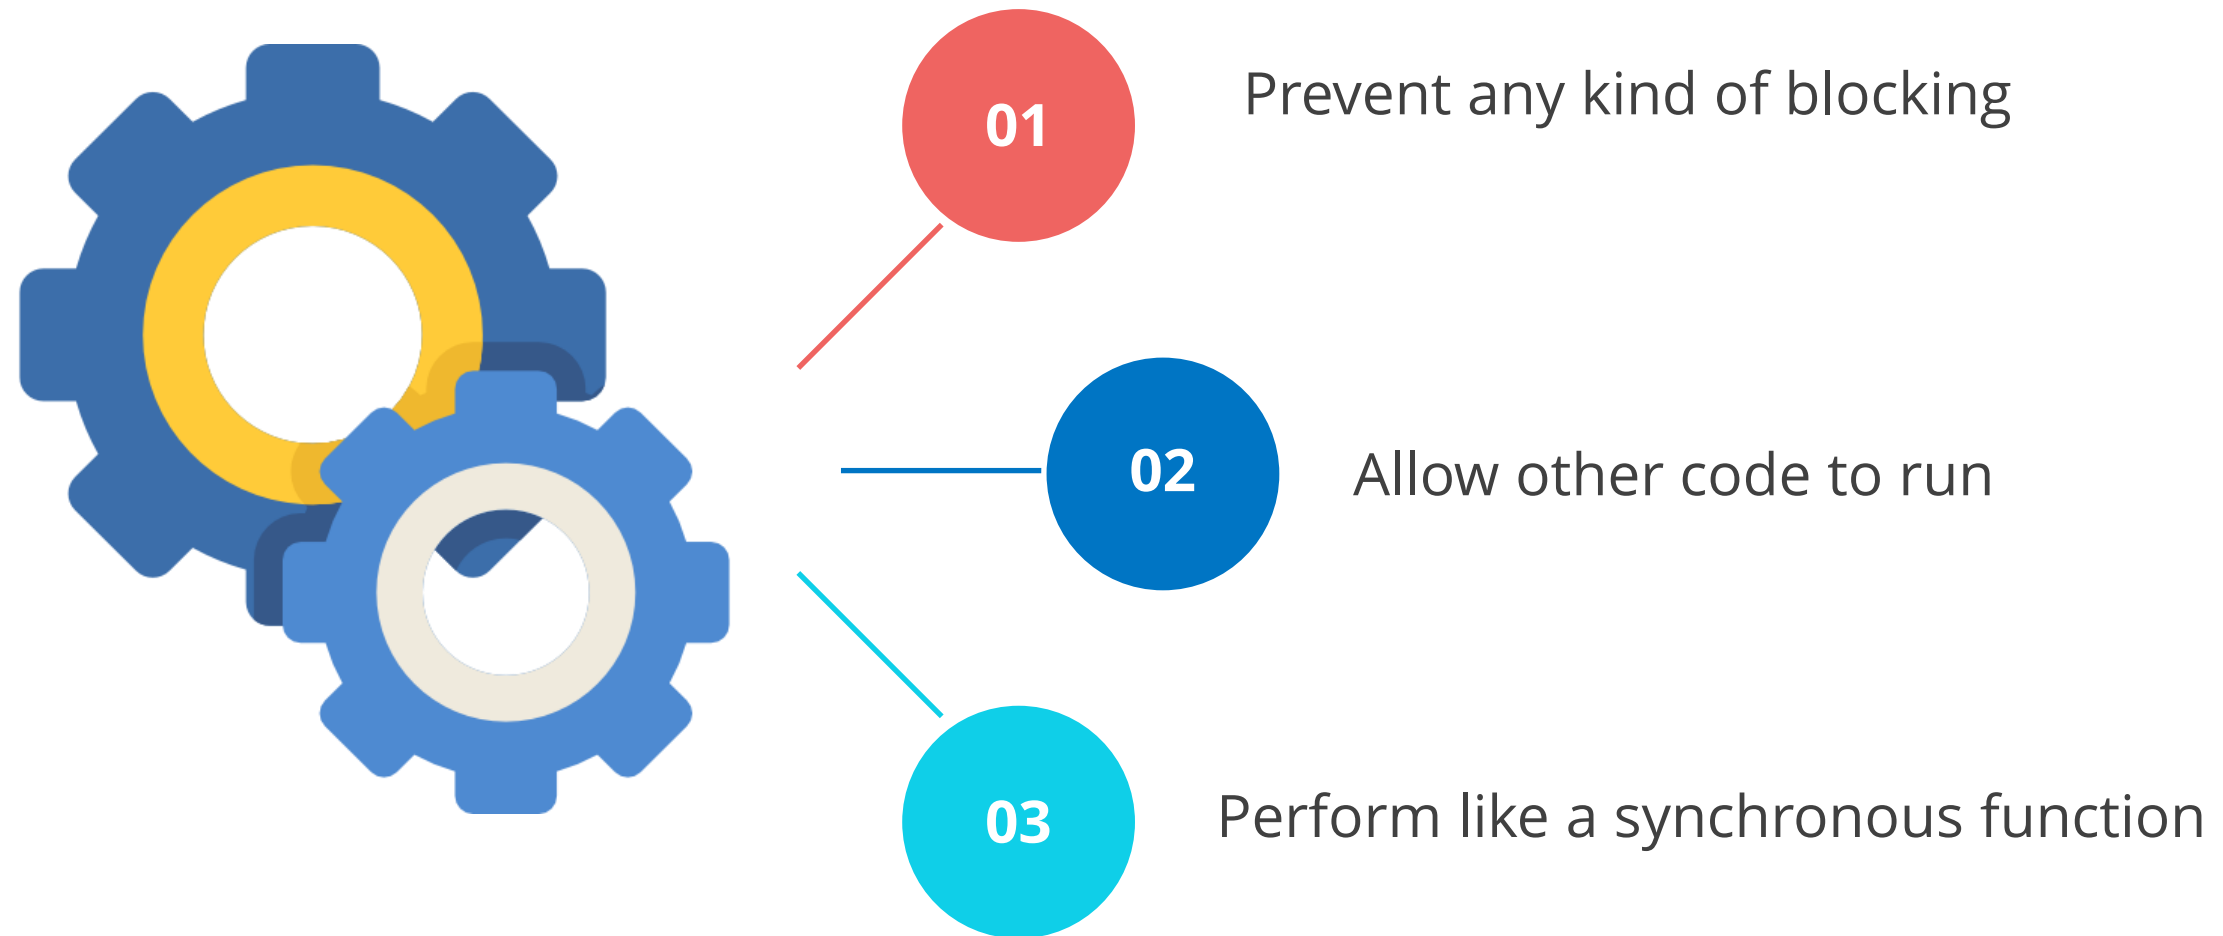 01
Prevent any kind of blocking
02
Allow other code to run
03
Perform like a synchronous function